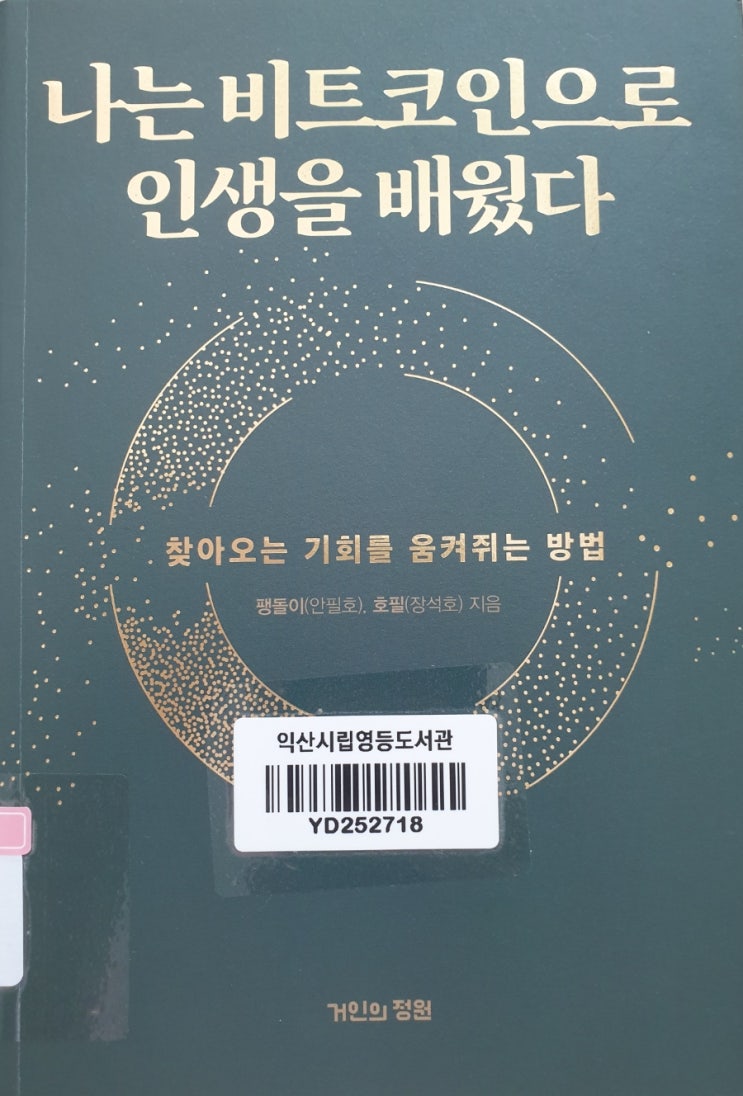 나는 비트코인으로
인생을 배웠다
찾아오는 기회를 움켜쥐는 방법
팽돌이(안필호), 호필(장석호) 지음
익산시립영등도서관
YD252718
거인의 정원